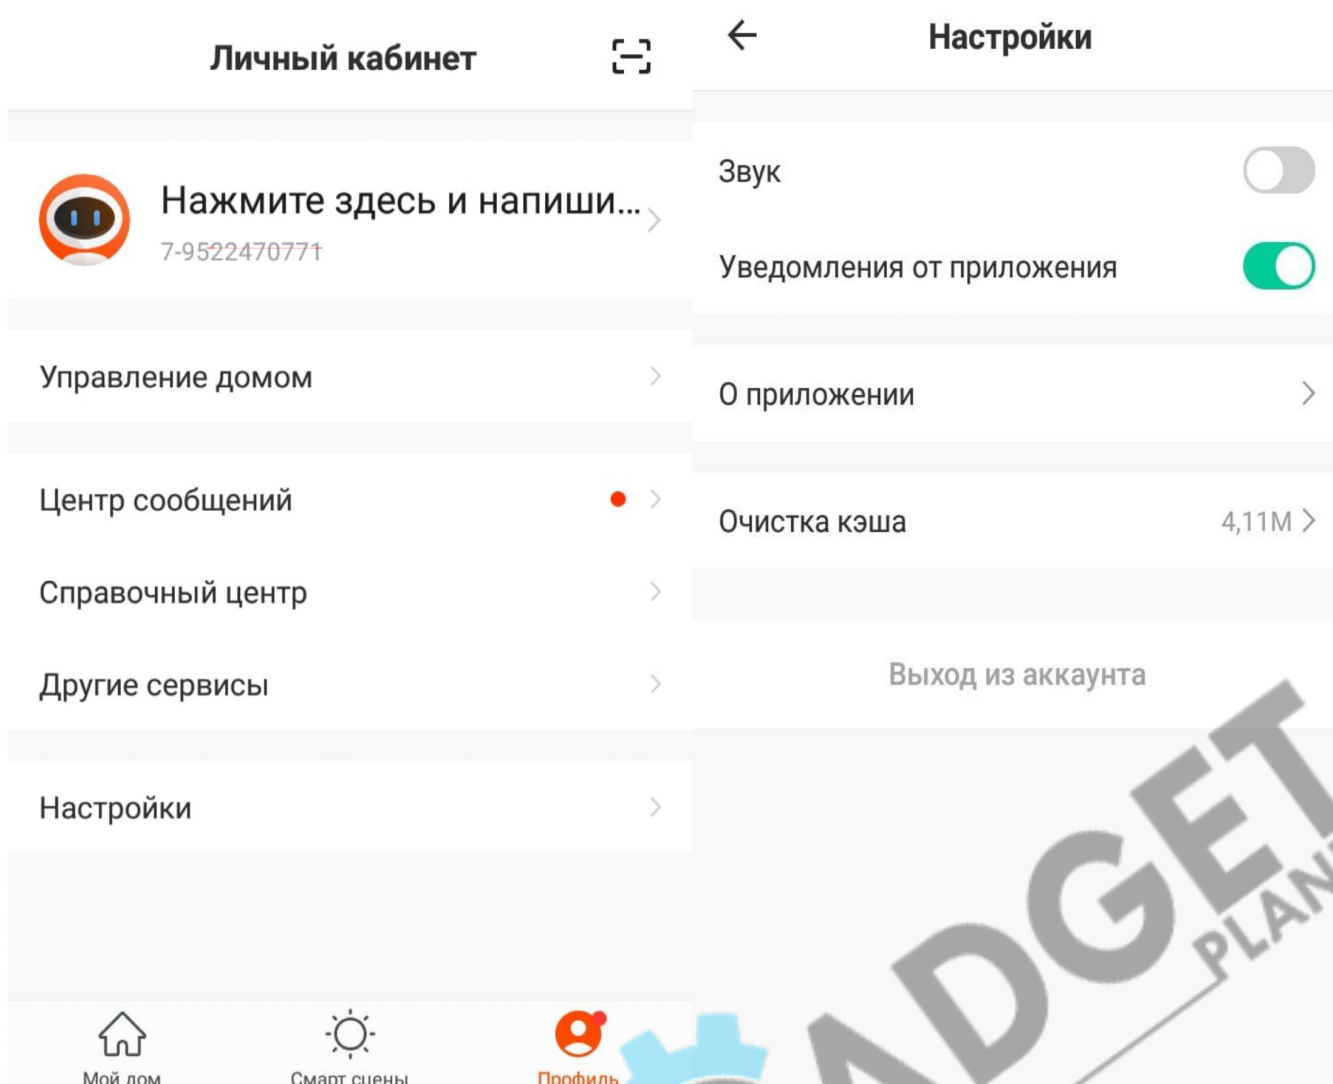 Личный кабинет
Нажмите здесь и напиши...
7-9522470771
Управление домом
Центр сообщений
Справочный центр
Другие сервисы
Настройки
Мой дом
Смарт сцены
Профиль
Настройки
Звук
Уведомления от приложения
О приложении
Очистка кэша
4,11M
Выход из аккаунта
ADGET
PLAN